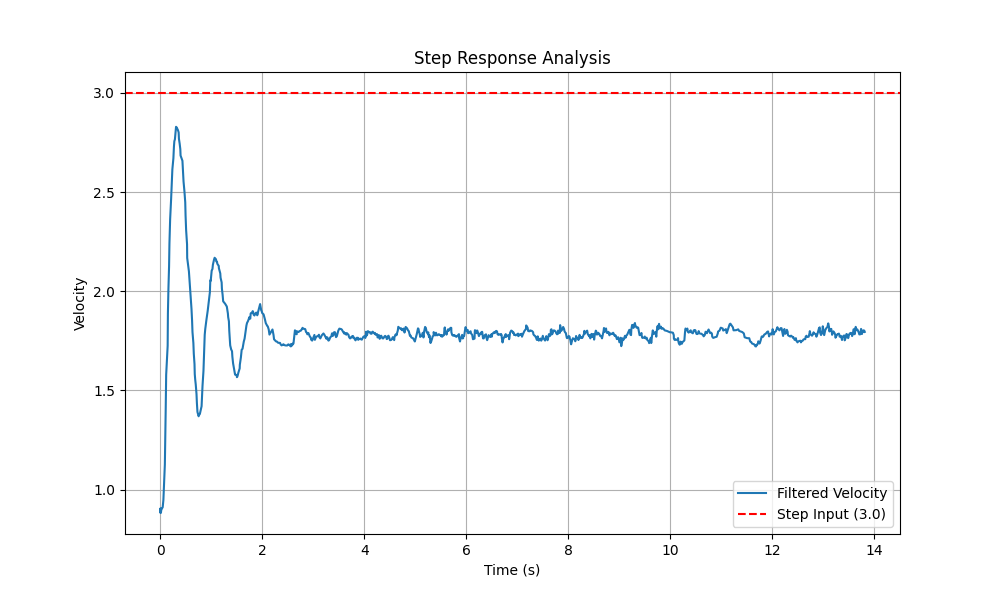 Step Response Analysis
3.0
2.5
2.0
1.5
1.0
Velocity
Filtered Velocity
Step Input (3.0)
0 2 4 6 8 10 12 14
Time (s)